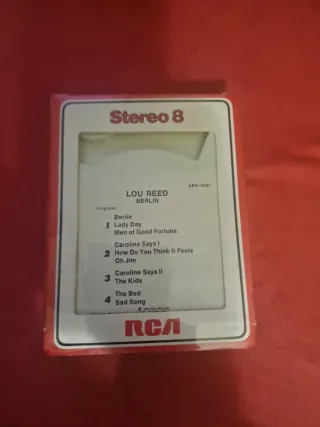 Stereo 8
LOU REED
BERLIN
Programs
1
Berlin
Lady Day
Men of Good Fortune
2
Caroline Says I
How Do You Think It Feels
Oh Jim
3
Caroline Says II
The Kids
4
The Bed
Sad Song
RCA